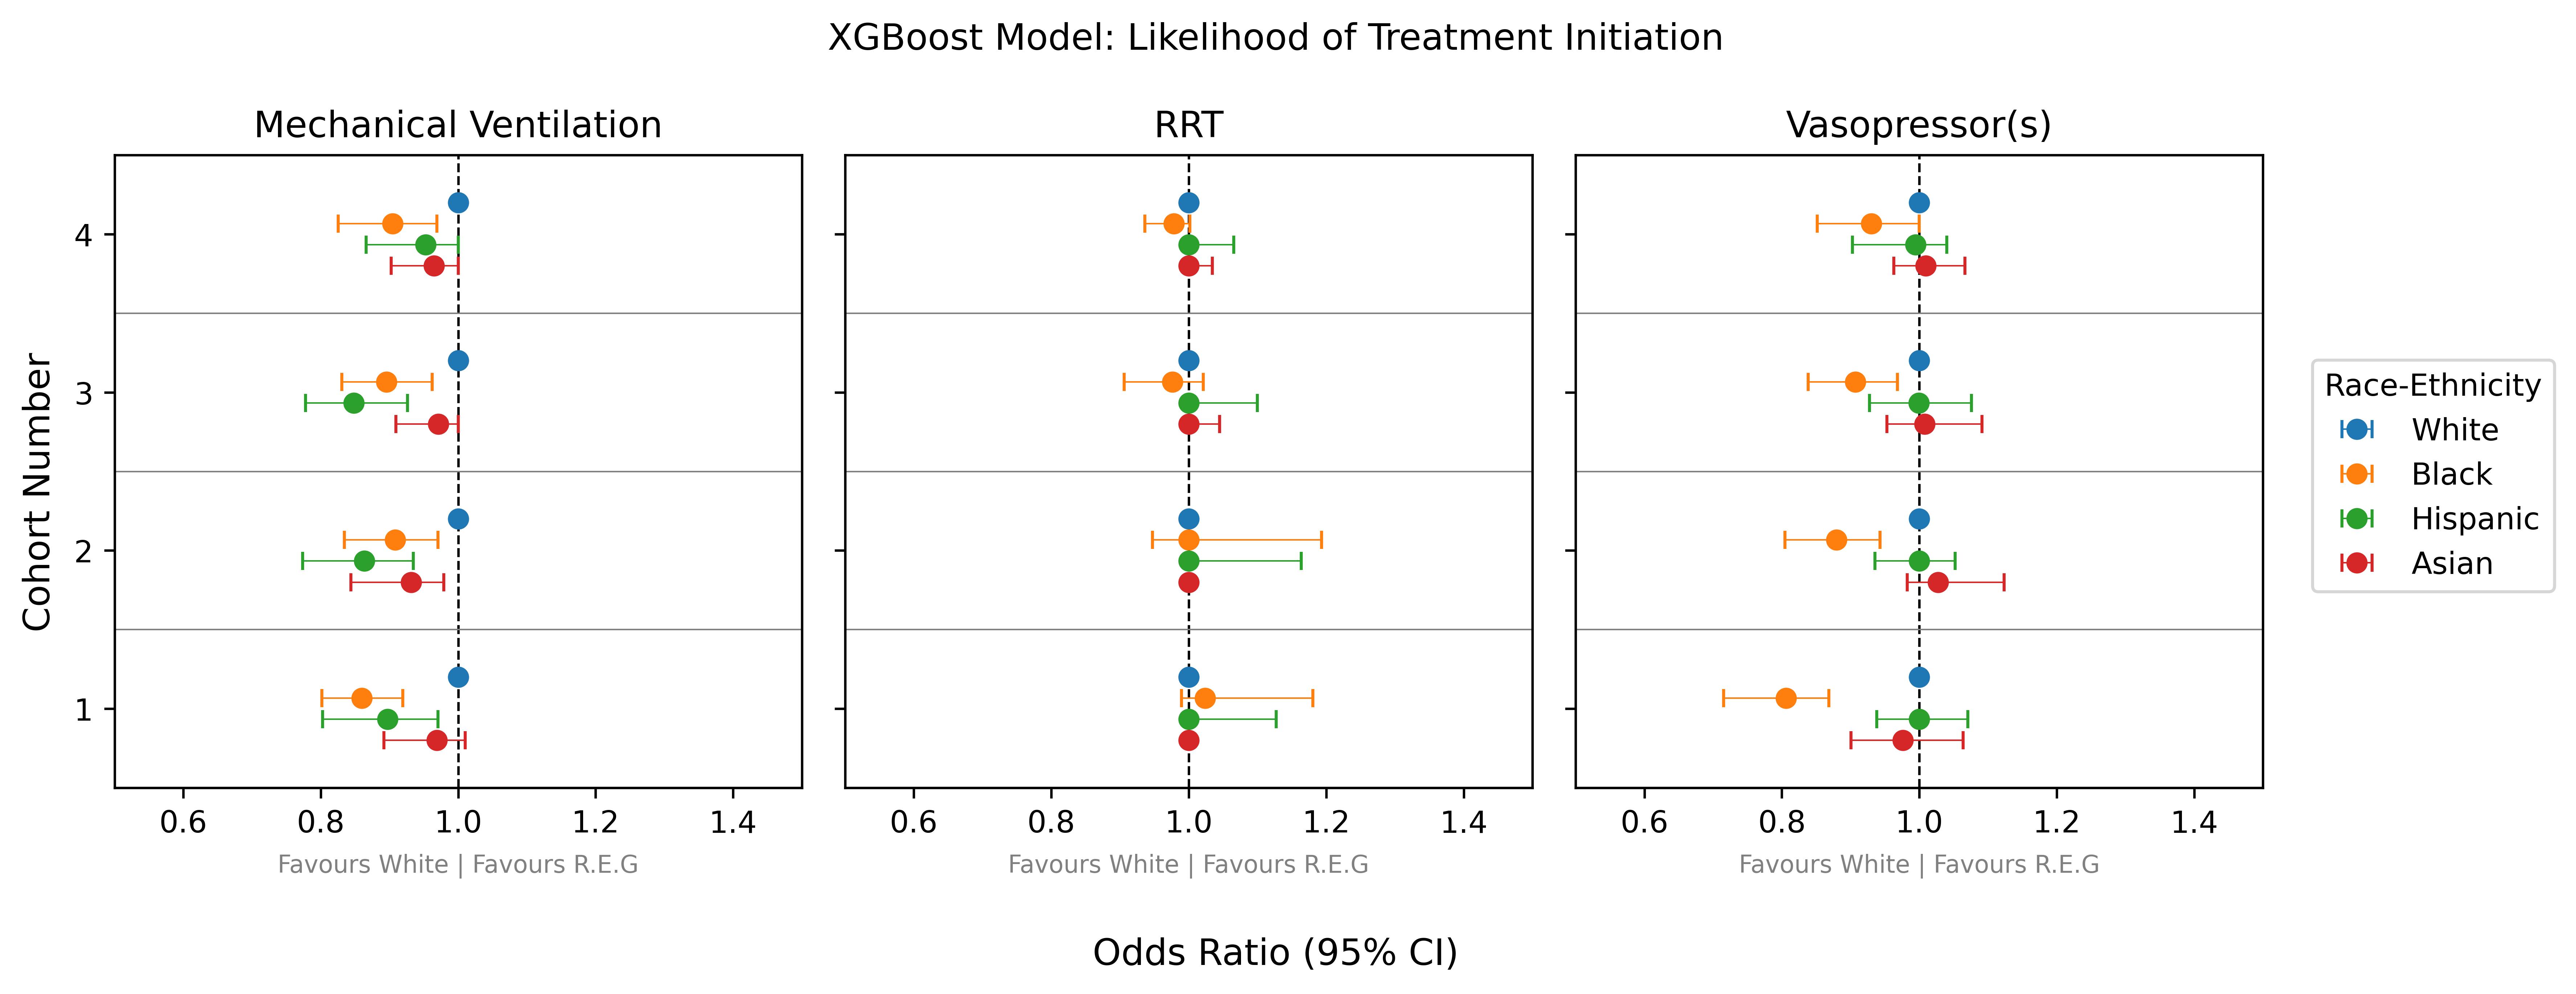 XGBoost Model: Likelihood of Treatment Initiation
Mechanical Ventilation
RRT
Vasopressor(s)
Cohort Number
4
3
2
1
0.6 0.8 1.0 1.2 1.4
0.6 0.8 1.0 1.2 1.4
0.6 0.8 1.0 1.2 1.4
Favours White | Favours R.E.G
Favours White | Favours R.E.G
Favours White | Favours R.E.G
Odds Ratio (95% CI)
Race-Ethnicity
White
Black
Hispanic
Asian